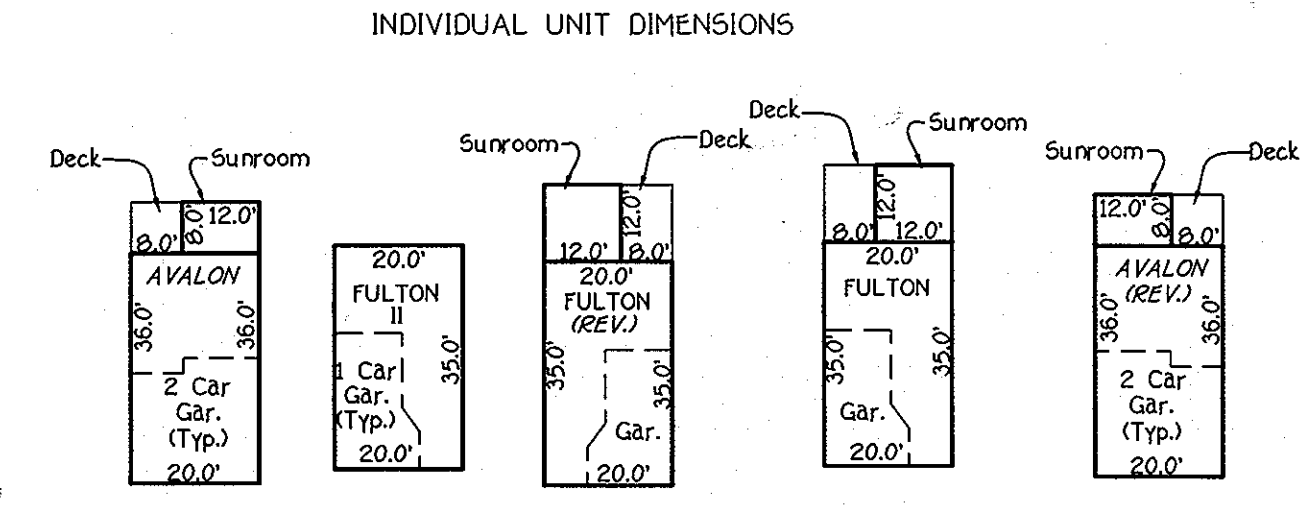 INDIVIDUAL UNIT DIMENSIONS
Deck
Sunroom
8.0'
8.0'
12.0'
AVALON
36.0'
36.0'
2 Car
Gar.
(Typ.)
20.0'
20.0'
FULTON
II
1 Car
Gar.
(Typ.)
35.0'
20.0'
Sunroom
Deck
12.0'
12.0'
8.0'
20.0'
FULTON
(REV.)
35.0'
35.0'
Gar.
20.0'
Deck
Sunroom
8.0'
12.0'
12.0'
20.0'
FULTON
35.0'
35.0'
Gar.
20.0'
Sunroom
Deck
12.0'
8.0'
8.0'
AVALON
(REV.)
36.0'
36.0'
2 Car
Gar.
(Typ.)
20.0'